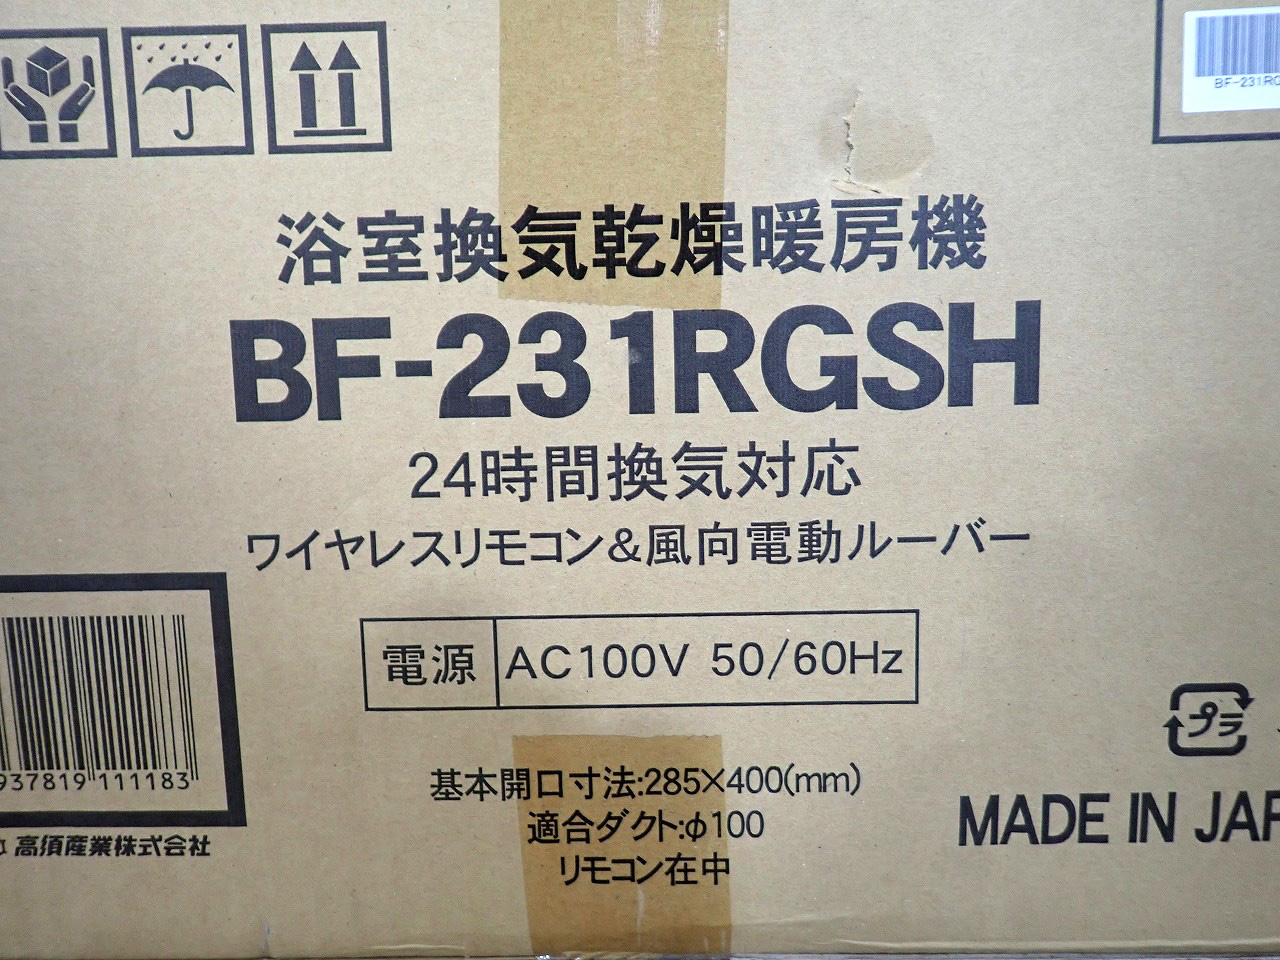 BF-231RG
浴室換気乾燥暖房機
BF-231RGSH
24時間換気対応
ワイヤレスリモコン&風向電動ルーバー
電源 AC100V 50/60Hz
937819 111183
高須産業株式会社
プラ
基本開口寸法:285×400(mm)
適合ダクト:φ100
リモコン在中
MADE IN JAP